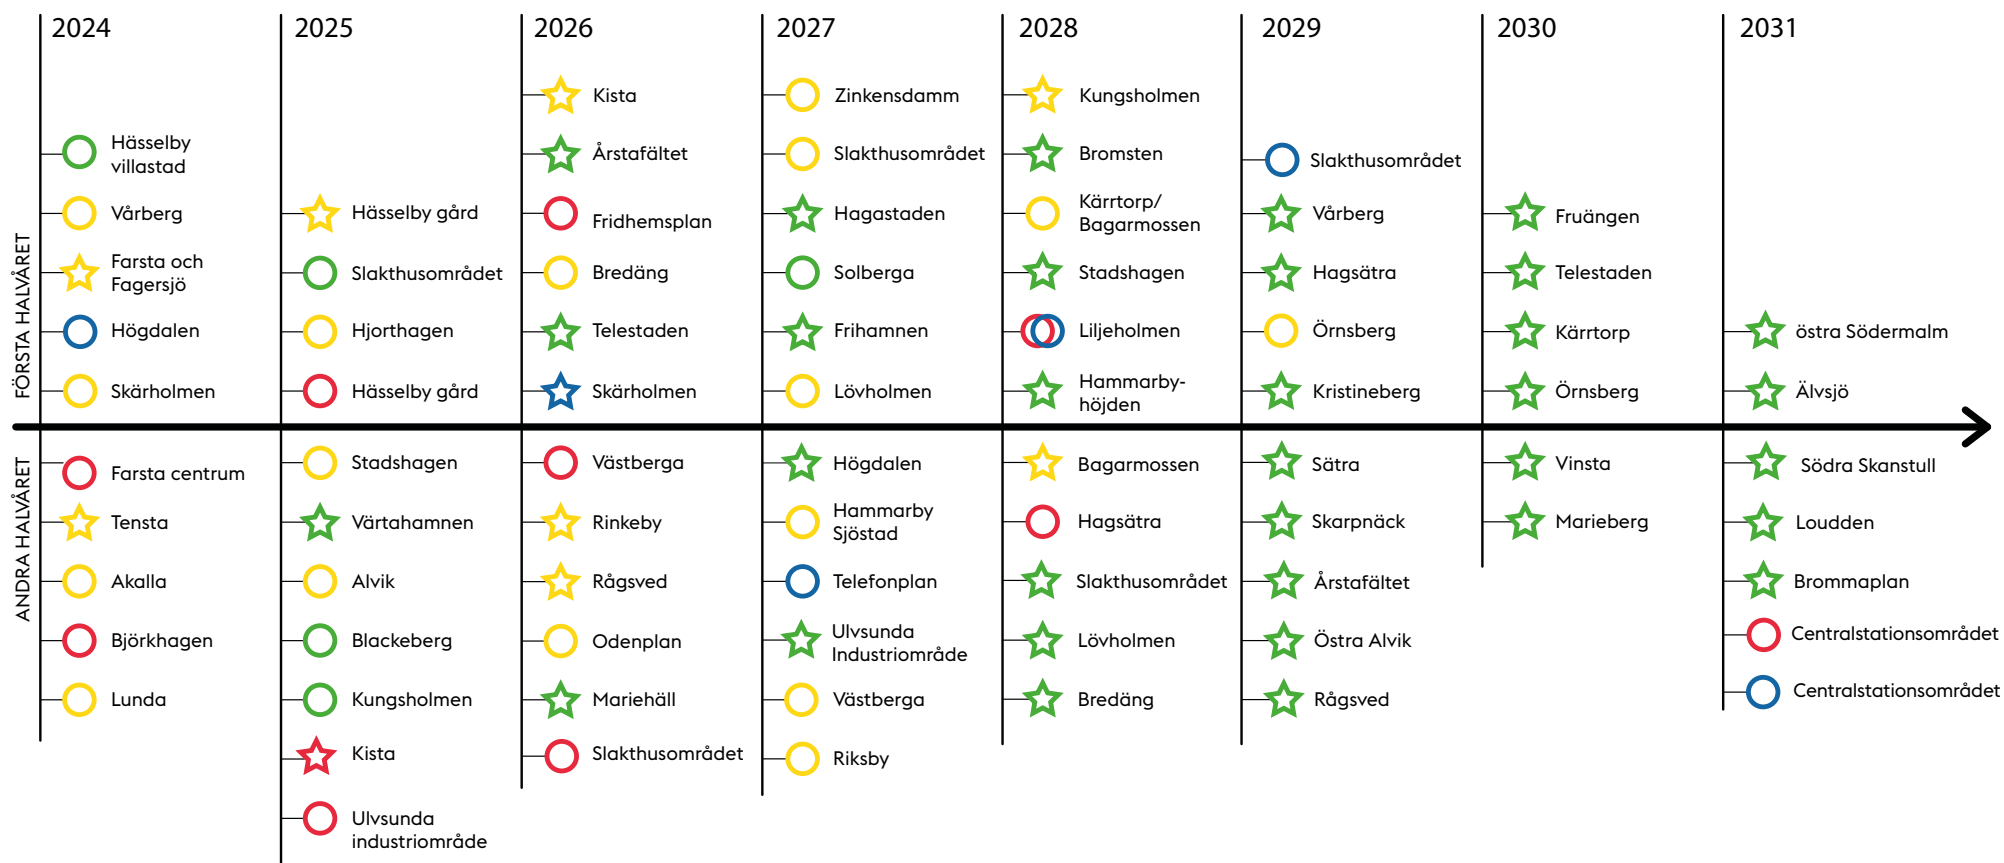 2024
2025
2026
2027
2028
2029
2030
2031
FÖRSTA HALVÅRET
Hässelby
villastad
Vårberg
Farsta och
Fagersjö
Högdalen
Skärholmen
Hässelby gård
Slakthusområdet
Hjorthagen
Hässelby gård
Kista
Årstafältet
Fridhemsplan
Bredäng
Telestaden
Skärholmen
Zinkensdamm
Slakthusområdet
Hagastaden
Solberga
Frihamnen
Lövholmen
Kungsholmen
Bromsten
Kärrtorp/
Bagarmossen
Stadshagen
Liljeholmen
Hammarby-
höjden
Slakthusområdet
Vårberg
Hagsätra
Örnsberg
Kristineberg
Fruängen
Telestaden
Kärrtorp
Örnsberg
östra Södermalm
Älvsjö
ANDRA HALVÅRET
Farsta centrum
Tensta
Akalla
Björkhagen
Lunda
Stadshagen
Värtahamnen
Alvik
Blackeberg
Kungsholmen
Kista
Ulvsunda
industriområde
Västberga
Rinkeby
Rågsved
Odenplan
Mariehäll
Slakthusområdet
Högdalen
Hammarby
Sjöstad
Telefonplan
Ulvsunda
Industriområde
Västberga
Riksby
Bagarmossen
Hagsätra
Slakthusområdet
Lövholmen
Bredäng
Sätra
Skarpnäck
Årstafältet
Östra Alvik
Rågsved
Vinsta
Marieberg
Södra Skanstull
Loudden
Brommaplan
Centralstationsområdet
Centralstationsområdet